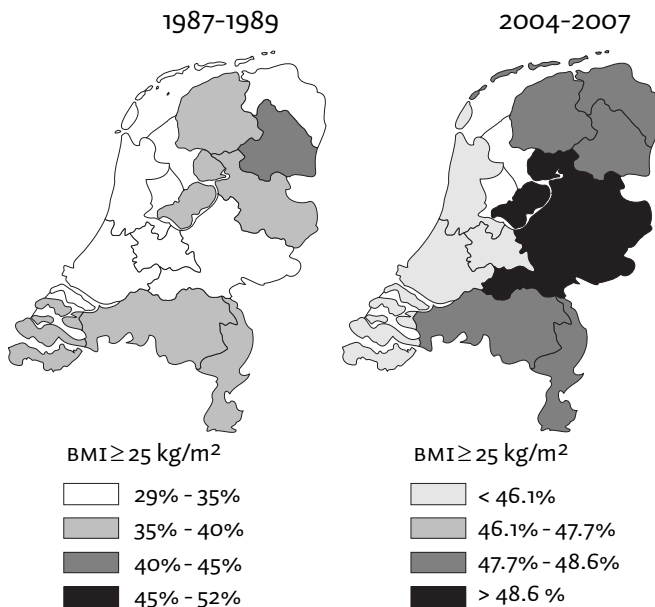 1987-1989
2004-2007
BMI ≥ 25 kg/m²
29% - 35%
35% - 40%
40% - 45%
45% - 52%
BMI ≥ 25 kg/m²
< 46.1%
46.1% - 47.7%
47.7% - 48.6%
> 48.6 %